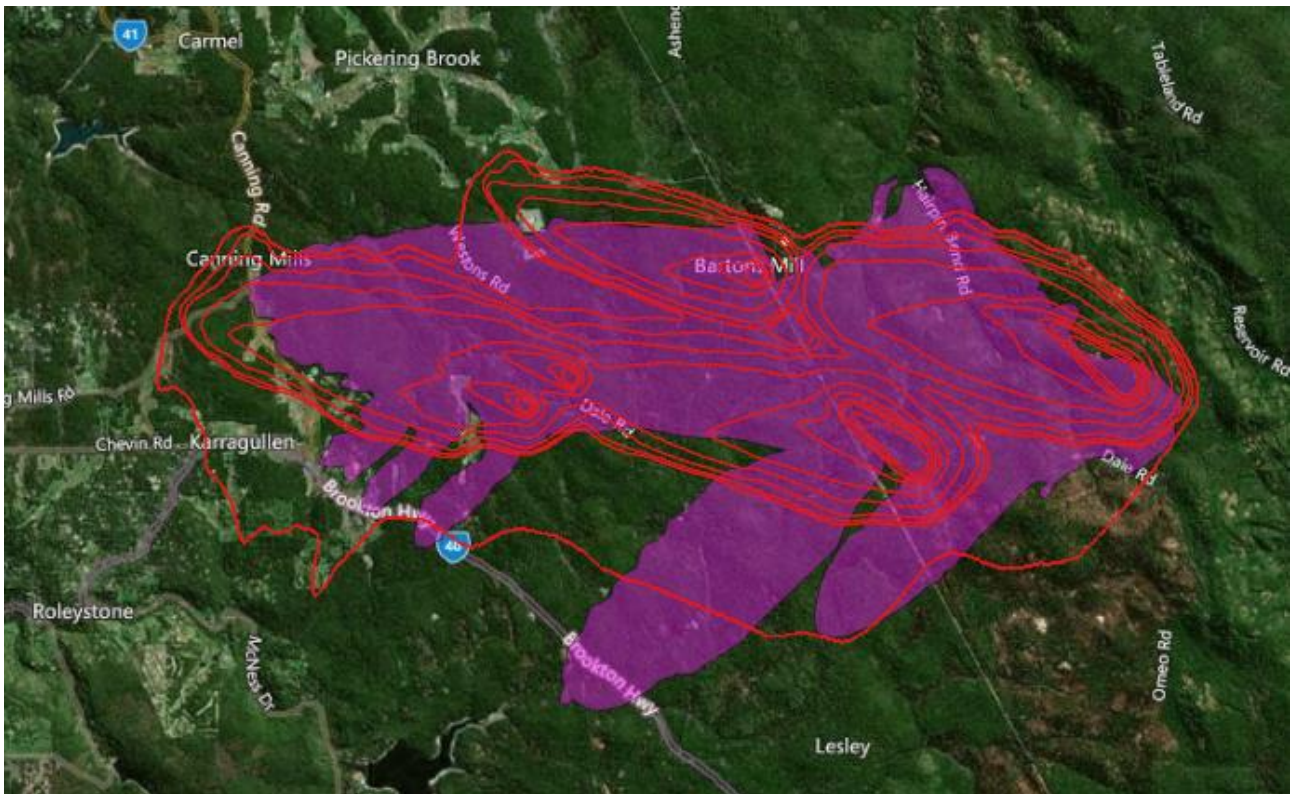 41
Carmel
Pickering Brook
Ashend
Tableland Rd
Canning Rd
Canning Mills
Westons Rd
Bartons Mill
Hairpin Bend Rd
Reservoir Rd
g Mills Rd
Chevin Rd
Karragullen
Dale Rd
Dale Rd
Brookton Hwy
40
Roleystone
McNess Dr
Brookton Hwy
Omeo Rd
Lesley